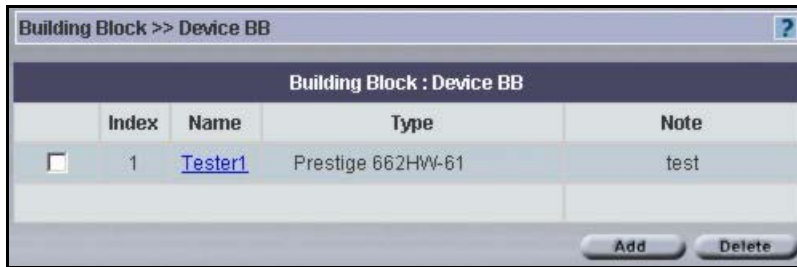 Building Block >> Device BB ?
Building Block : Device BB
Index Name Type Note
1 Tester1 Prestige 662HW-61 test
Add Delete